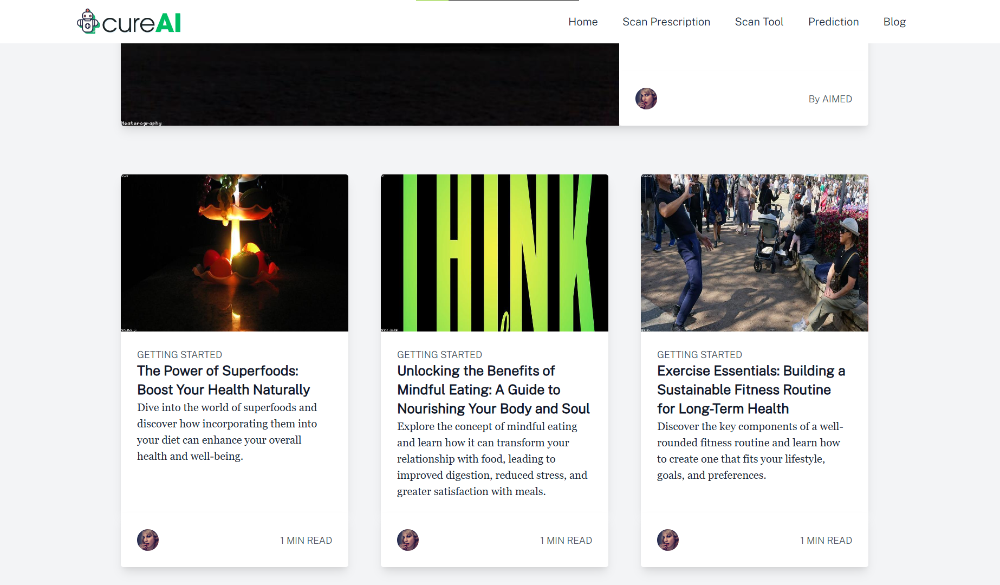 cureAI
Home Scan Prescription Scan Tool Prediction Blog
By AIMED
Heaterography
THINK
GETTING STARTED
The Power of Superfoods:
Boost Your Health Naturally
Dive into the world of superfoods and
discover how incorporating them into
your diet can enhance your overall
health and well-being.
1 MIN READ
GETTING STARTED
Unlocking the Benefits of
Mindful Eating: A Guide to
Nourishing Your Body and Soul
Explore the concept of mindful eating
and learn how it can transform your
relationship with food, leading to
improved digestion, reduced stress, and
greater satisfaction with meals.
1 MIN READ
GETTING STARTED
Exercise Essentials: Building a
Sustainable Fitness Routine
for Long-Term Health
Discover the key components of a well-
rounded fitness routine and learn how
to create one that fits your lifestyle,
goals, and preferences.
1 MIN READ